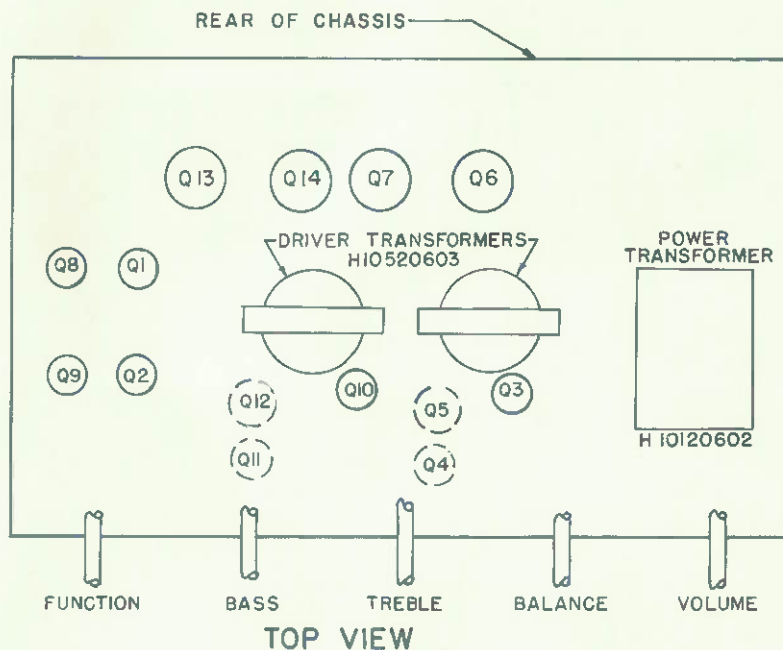 REAR OF CHASSIS
Q13 Q14 Q7 Q6
DRIVER TRANSFORMERS
H10520603
POWER
TRANSFORMER
Q8 Q1
Q9 Q2
Q10 Q3
Q12 Q5
Q11 Q4
H 10120602
FUNCTION BASS TREBLE BALANCE VOLUME
TOP VIEW